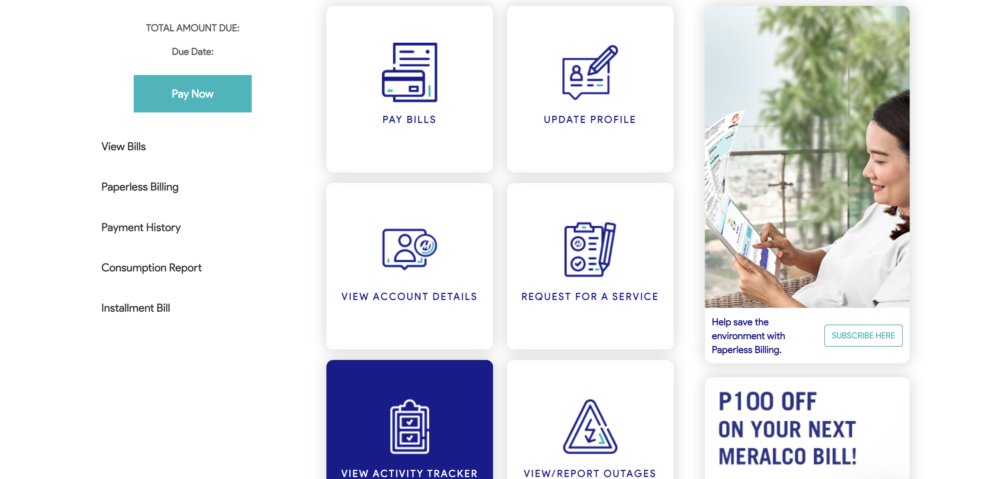 TOTAL AMOUNT DUE:
Due Date:
Pay Now
View Bills
Paperless Billing
Payment History
Consumption Report
Installment Bill
PAY BILLS
UPDATE PROFILE
VIEW ACCOUNT DETAILS
REQUEST FOR A SERVICE
VIEW ACTIVITY TRACKER
VIEW/REPORT OUTAGES
Help save the
environment with
Paperless Billing.
SUBSCRIBE HERE
P100 OFF
ON YOUR NEXT
MERALCO BILL!